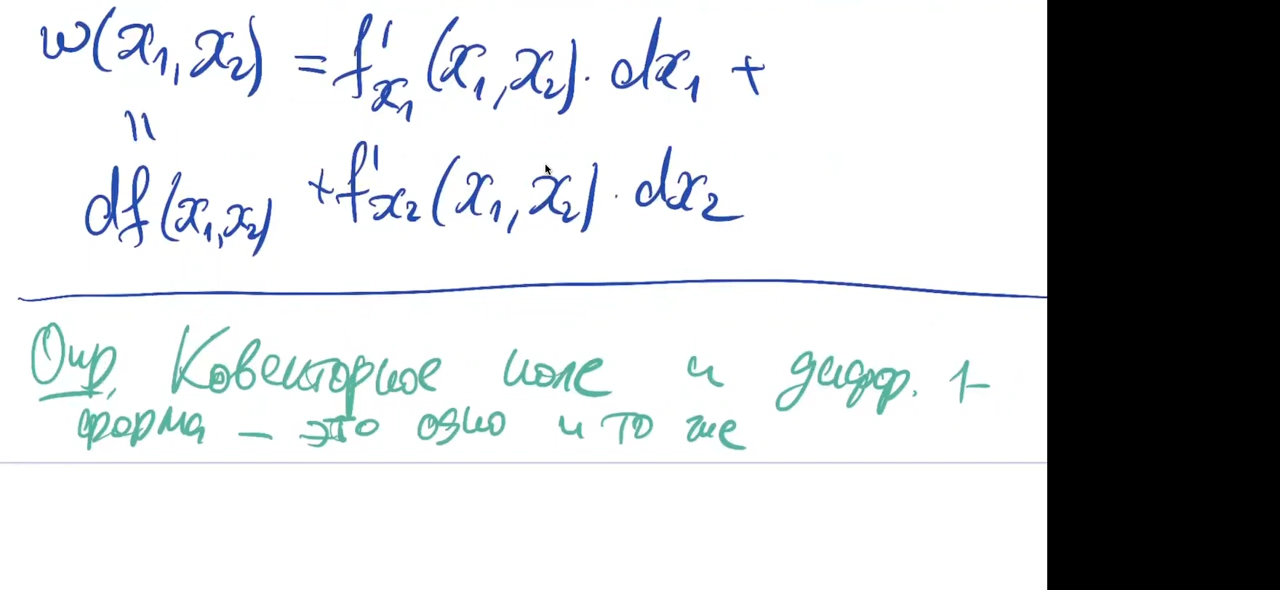 w(x₁, x₂) = f'ₓ₁ (x₁, x₂) · dx₁ +
॥
df(x₁, x₂) + f'ₓ₂ (x₁, x₂) · dx₂
Опр. Ковекторное поле и дифф. 1-
форма – это одно и то же